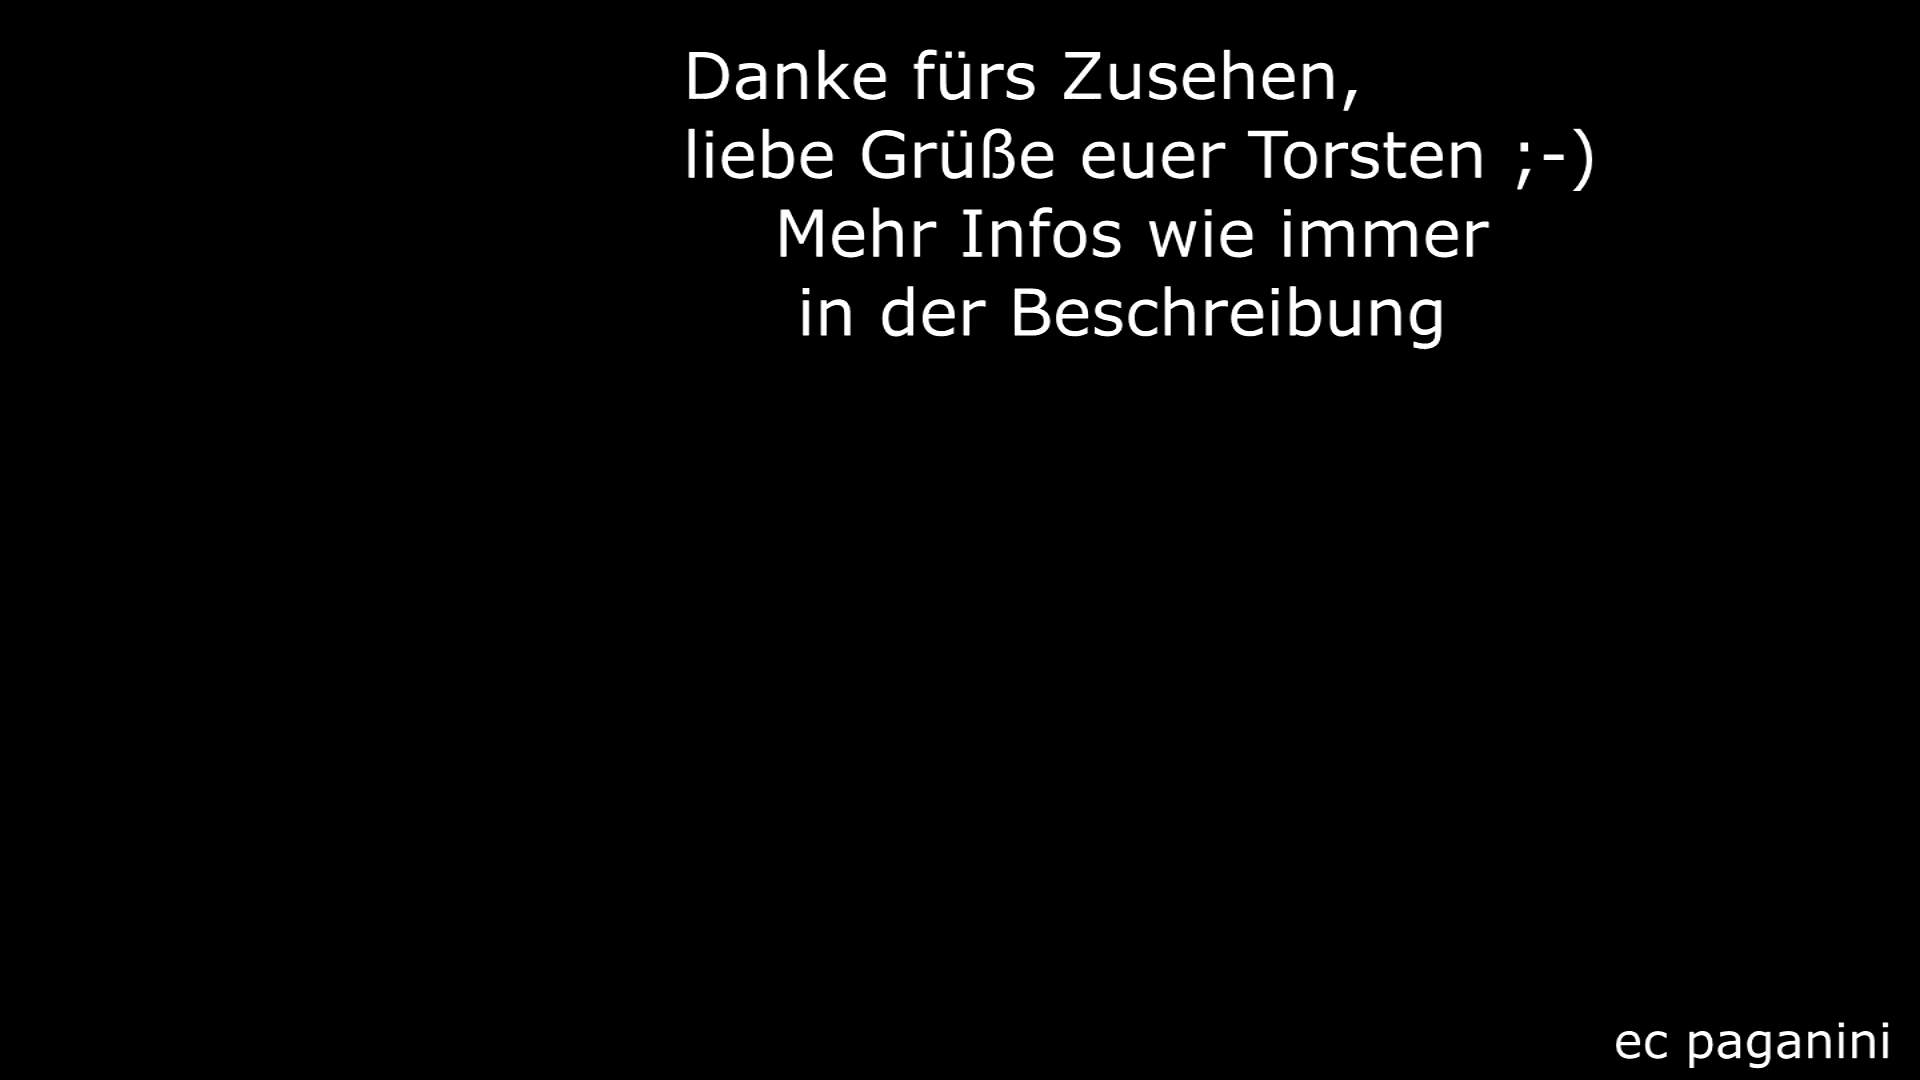 Danke fürs Zusehen,
liebe Grüße euer Torsten ;-)
Mehr Infos wie immer
in der Beschreibung
ec paganini